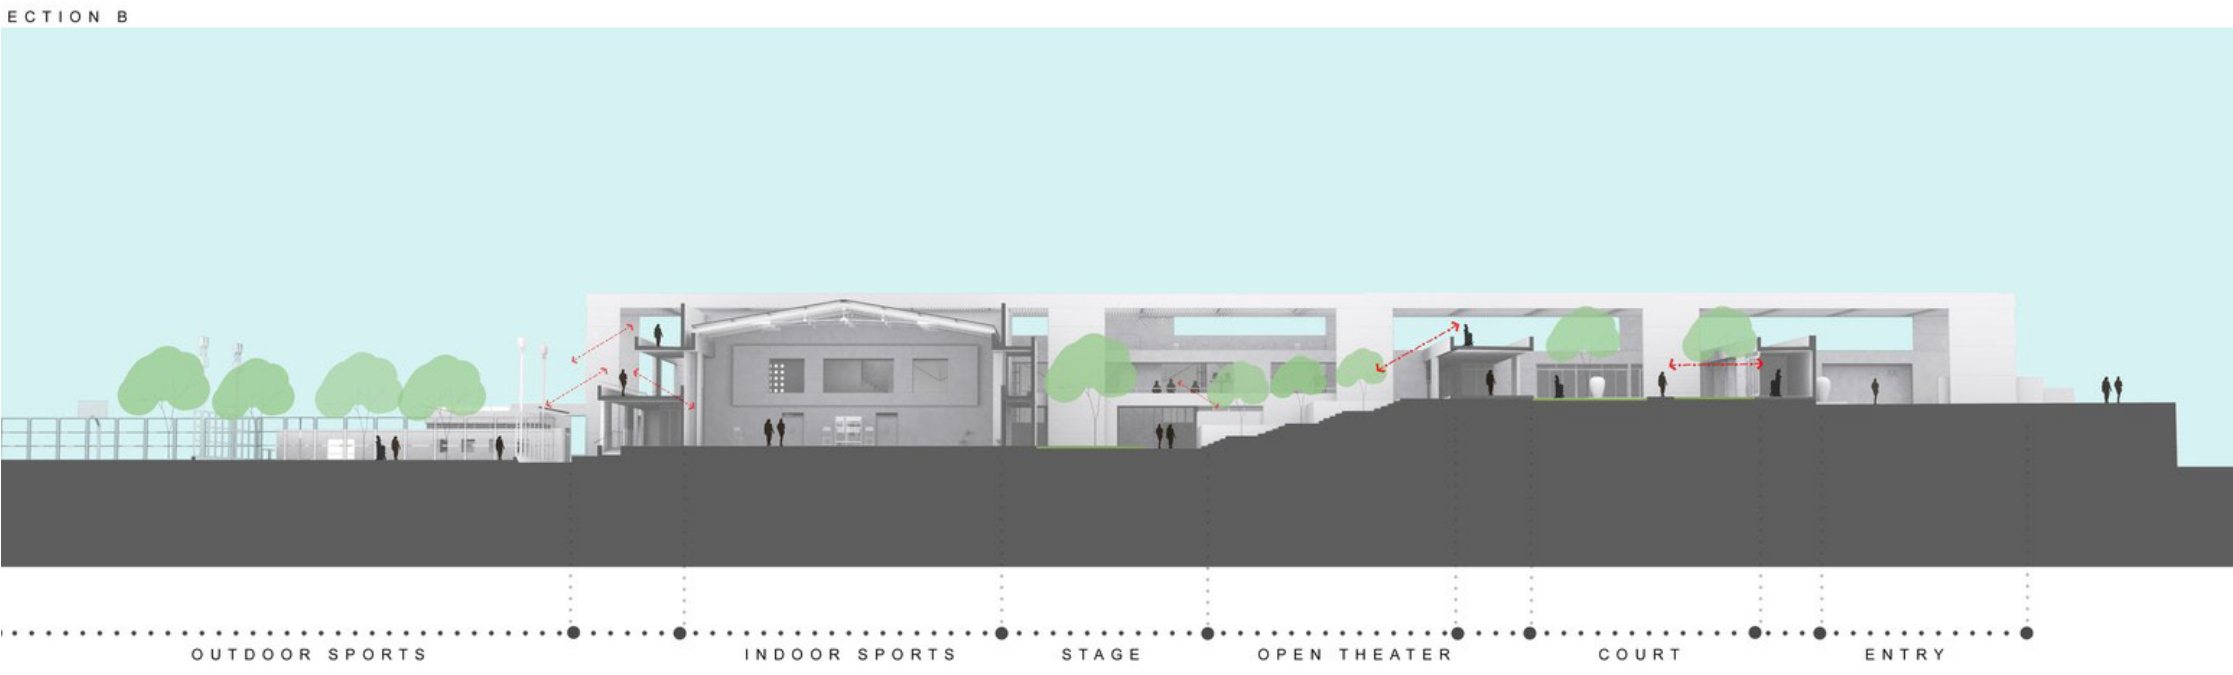 ECTION B
OUTDOOR SPORTS
INDOOR SPORTS
STAGE
OPEN THEATER
COURT
ENTRY